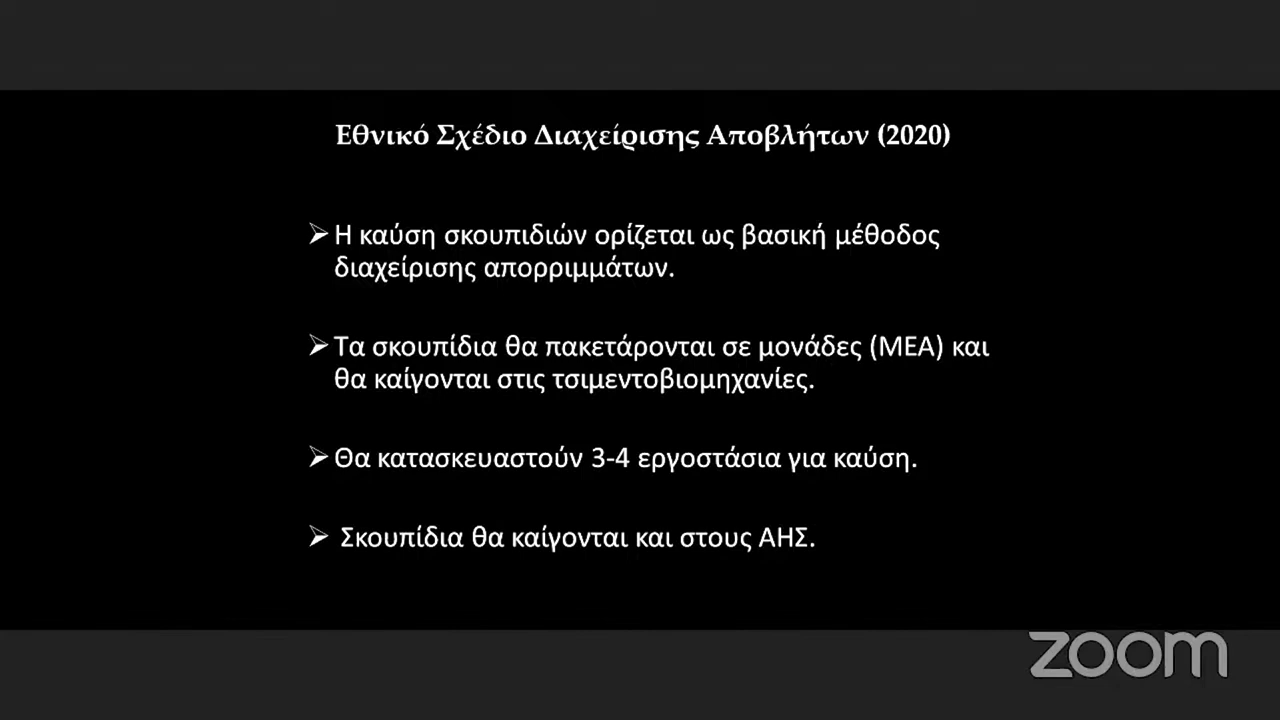 Εθνικό Σχέδιο Διαχείρισης Αποβλήτων (2020)
➢ Η καύση σκουπιδιών ορίζεται ως βασική μέθοδος
διαχείρισης απορριμμάτων.
➢ Τα σκουπίδια θα πακετάρονται σε μονάδες (ΜΕΑ) και
θα καίγονται στις τσιμεντοβιομηχανίες.
➢ Θα κατασκευαστούν 3-4 εργοστάσια για καύση.
➢ Σκουπίδια θα καίγονται και στους ΑΗΣ.
zoom